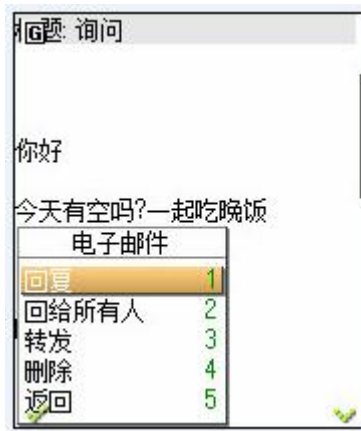 题: 询问
你好
今天有空吗?一起吃晚饭
电子邮件
回复 1
回给所有人 2
转发 3
删除 4
返回 5